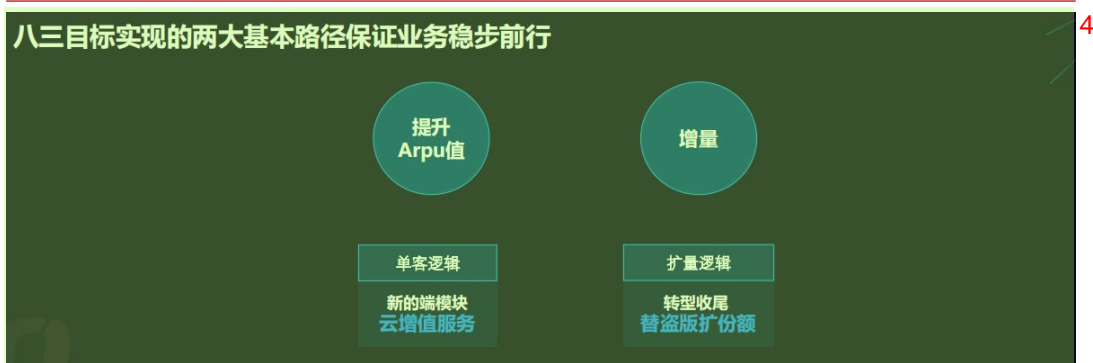 八三目标实现的两大基本路径保证业务稳步前行
4
提升
Arpu值
增量
单客逻辑
扩量逻辑
新的端模块
云增值服务
转型收尾
替盗版扩份额